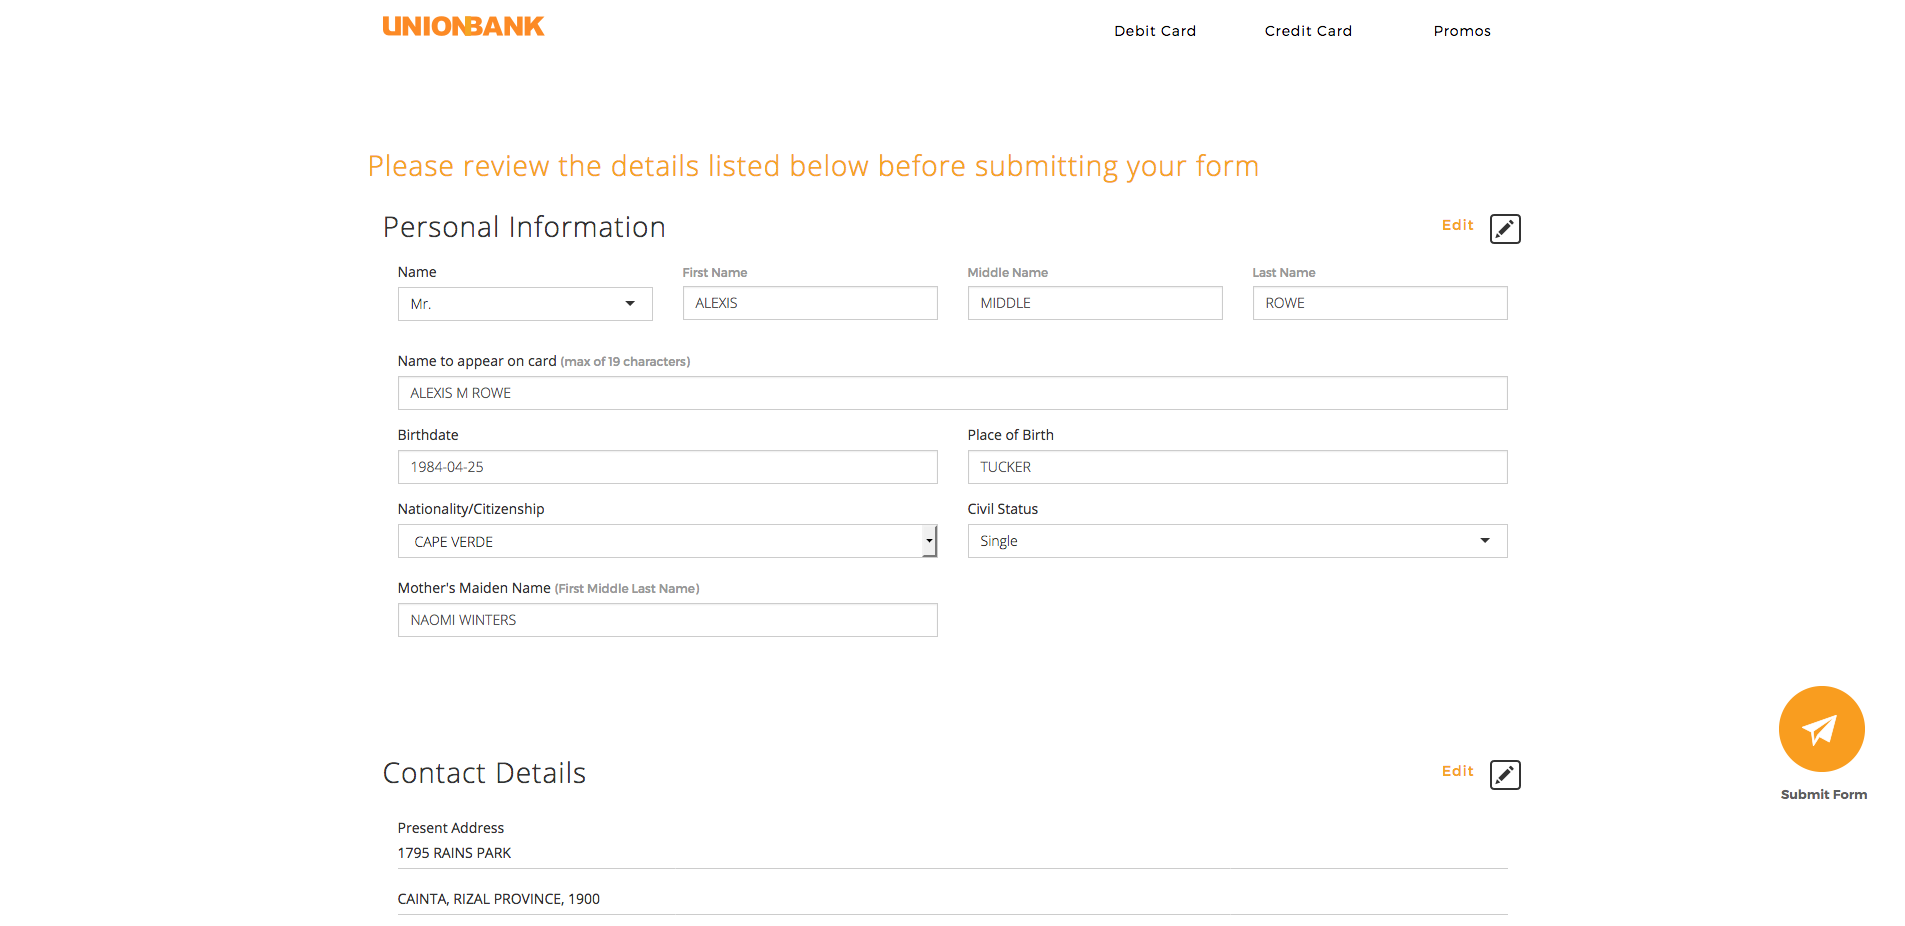 UNIONBANK
Debit Card Credit Card Promos
Please review the details listed below before submitting your form
Personal Information Edit
Name First Name Middle Name Last Name
Mr. ALEXIS MIDDLE ROWE
Name to appear on card (max of 19 characters)
ALEXIS M ROWE
Birthdate Place of Birth
1984-04-25 TUCKER
Nationality/Citizenship Civil Status
CAPE VERDE Single
Mother's Maiden Name (First Middle Last Name)
NAOMI WINTERS
Submit Form
Contact Details Edit
Present Address
1795 RAINS PARK
CAINTA, RIZAL PROVINCE, 1900